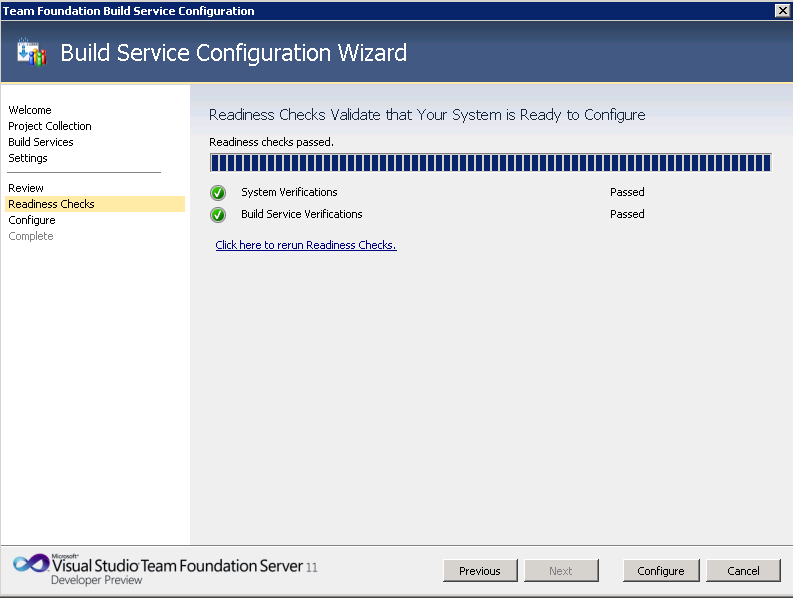 Team Foundation Build Service Configuration
Build Service Configuration Wizard
Welcome
Project Collection
Build Services
Settings
Review
Readiness Checks
Configure
Complete
Readiness Checks Validate that Your System is Ready to Configure
Readiness checks passed.
System Verifications Passed
Build Service Verifications Passed
Click here to rerun Readiness Checks.
Microsoft®
Visual Studio Team Foundation Server 11
Developer Preview
Previous Next Configure Cancel